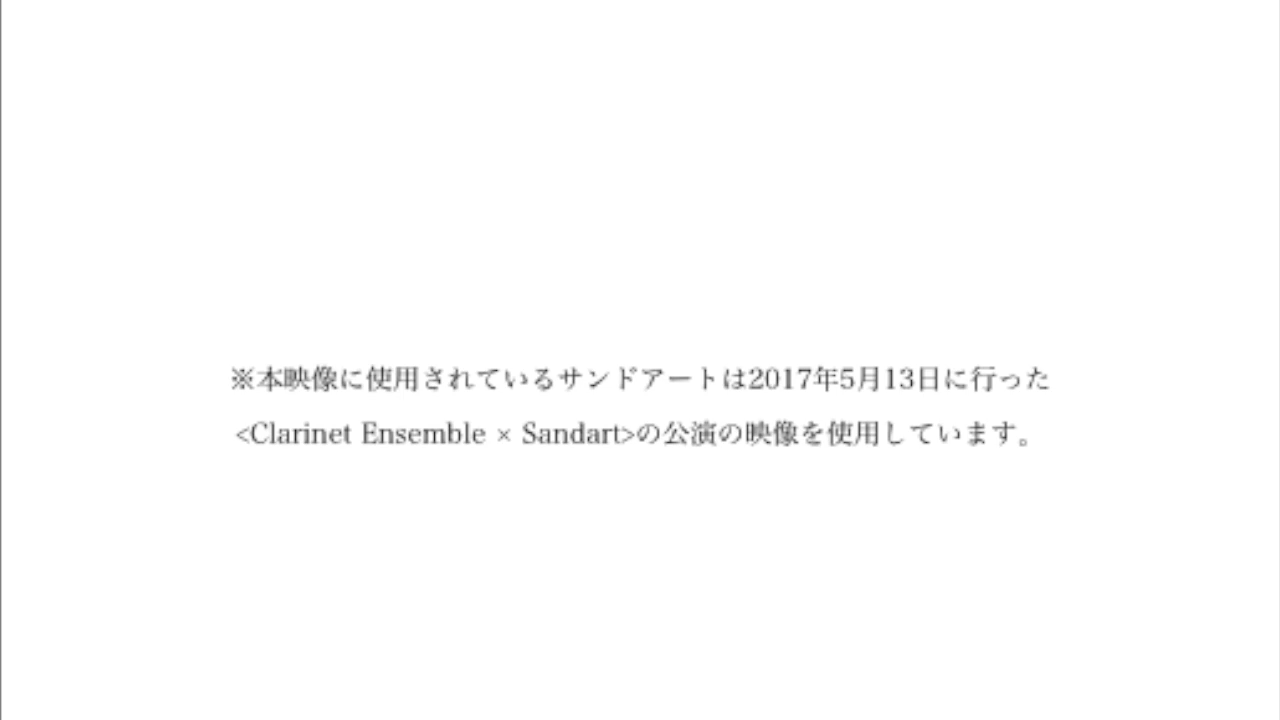 ※本映像に使用されているサンドアートは2017年5月13日に行った
<Clarinet Ensemble × Sandart>の公演の映像を使用しています。